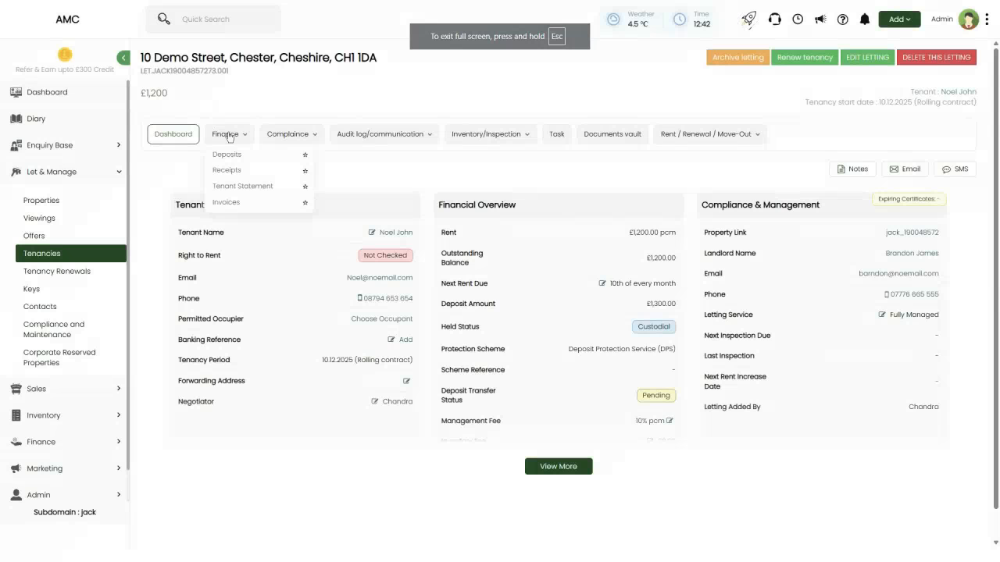 AMC
Quick Search
Weather
4.5 °C
Time
12:42
Add
Admin
To exit full screen, press and hold Esc
Refer & Earn upto £300 Credit
Dashboard
Diary
Enquiry Base
Let & Manage
Properties
Viewings
Offers
Tenancies
Tenancy Renewals
Keys
Contacts
Compliance and
Maintenance
Corporate Reserved
Properties
Sales
Inventory
Finance
Marketing
Admin
Subdomain : jack
10 Demo Street, Chester, Cheshire, CH1 1DA
LET.JACK19004857273.001
£1,200
Archive letting
Renew tenancy
EDIT LETTING
DELETE THIS LETTING
Tenant : Noel John
Tenancy start date : 10.12.2025 (Rolling contract)
Dashboard
Finance
Complaince
Audit log/communication
Inventory/Inspection
Task
Documents vault
Rent / Renewal / Move-Out
Deposits
Receipts
Tenant Statement
Invoices
Notes
Email
SMS
Tenant
Tenant Name
Noel John
Right to Rent
Not Checked
Email
Noel@noemail.com
Phone
08794 653 654
Permitted Occupier
Choose Occupant
Banking Reference
Add
Tenancy Period
10.12.2025 (Rolling contract)
Forwarding Address
Negotiator
Chandra
Financial Overview
Rent
£1,200.00 pcm
Outstanding
Balance
£1,200.00
Next Rent Due
10th of every month
Deposit Amount
£1,300.00
Held Status
Custodial
Protection Scheme
Deposit Protection Service (DPS)
Scheme Reference
-
Deposit Transfer
Status
Pending
Management Fee
10% pcm
Compliance & Management
Expiring Certificates: -
Property Link
jack_190048572
Landlord Name
Brandon James
Email
barndon@noemail.com
Phone
07776 665 555
Letting Service
Fully Managed
Next Inspection Due
-
Last Inspection
-
Next Rent Increase
Date
-
Letting Added By
Chandra
View More